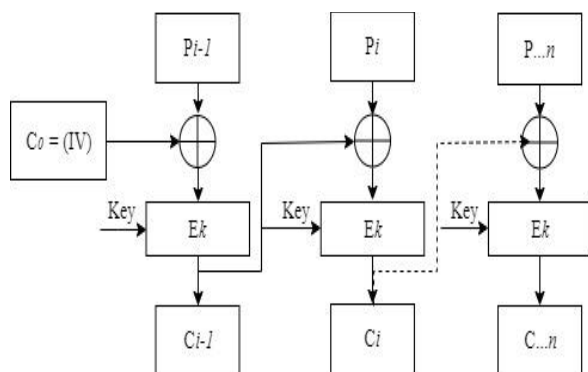 Pi-1
Pi
P...n
C0 = (IV)
Key
Ek
Key
Ek
Key
Ek
Ci-1
Ci
C...n